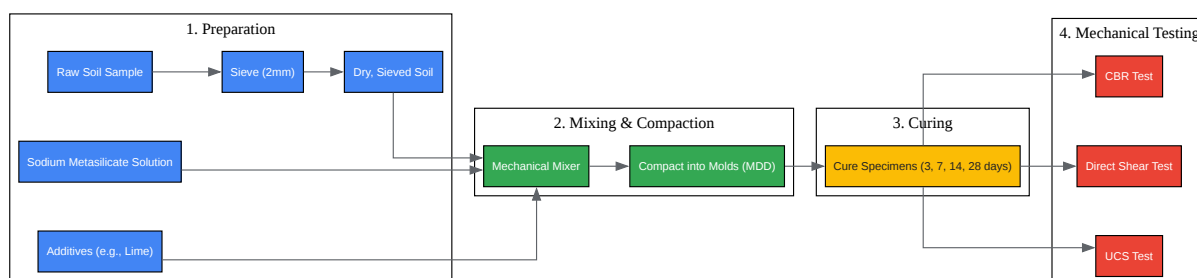 1. Preparation
Raw Soil Sample
Sieve (2mm)
Dry, Sieved Soil
Sodium Metasilicate Solution
Additives (e.g., Lime)
2. Mixing & Compaction
Mechanical Mixer
Compact into Molds (MDD)
3. Curing
Cure Specimens (3, 7, 14, 28 days)
4. Mechanical Testing
CBR Test
Direct Shear Test
UCS Test